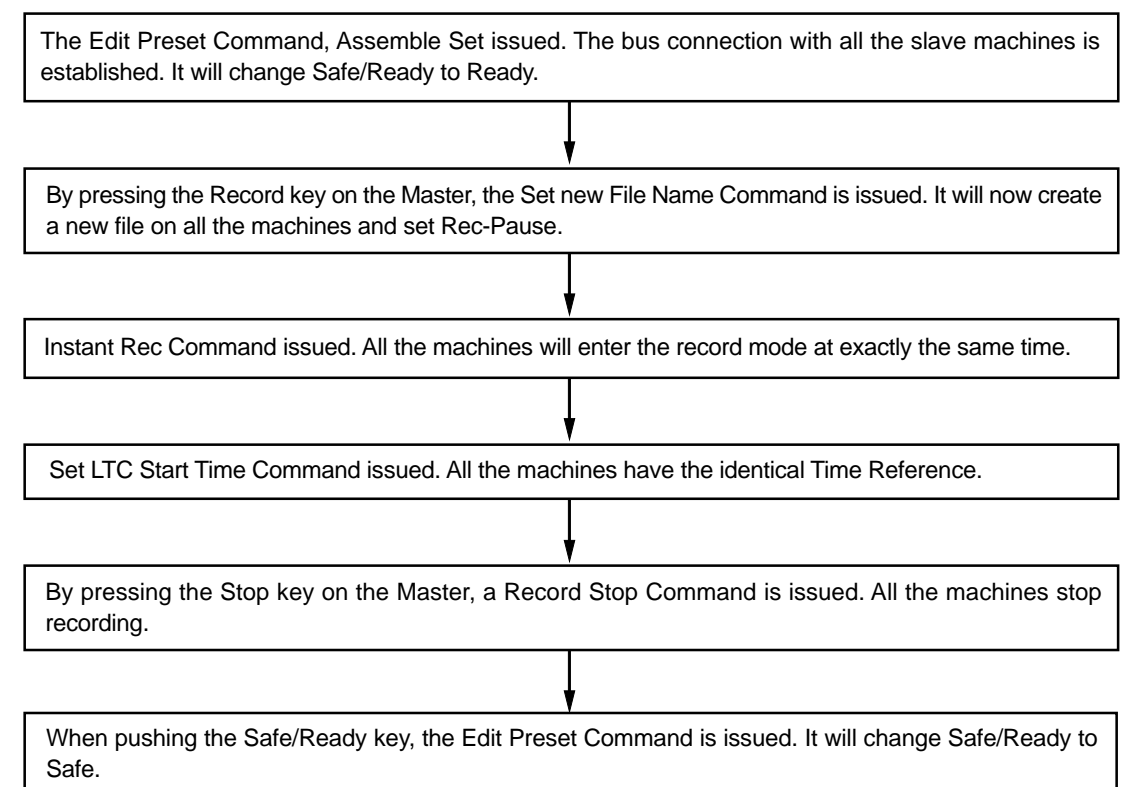 The Edit Preset Command, Assemble Set issued. The bus connection with all the slave machines is
established. It will change Safe/Ready to Ready.
By pressing the Record key on the Master, the Set new File Name Command is issued. It will now create
a new file on all the machines and set Rec-Pause.
Instant Rec Command issued. All the machines will enter the record mode at exactly the same time.
Set LTC Start Time Command issued. All the machines have the identical Time Reference.
By pressing the Stop key on the Master, a Record Stop Command is issued. All the machines stop
recording.
When pushing the Safe/Ready key, the Edit Preset Command is issued. It will change Safe/Ready to
Safe.